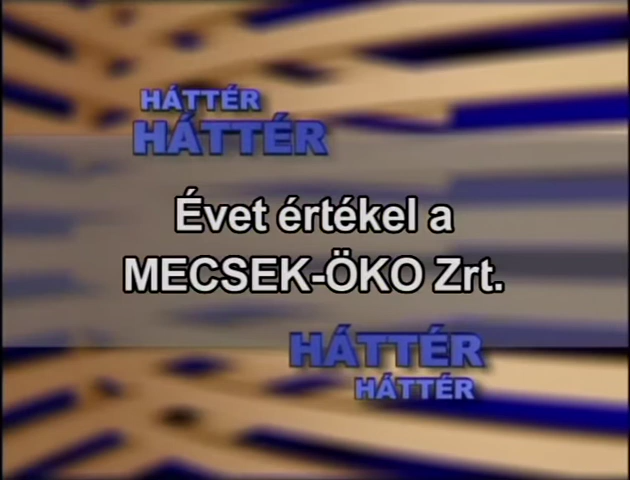 HÁTTÉR
HÁTTÉR
Évet értékel a
MECSEK-ÖKO Zrt.
HÁTTÉR
HÁTTÉR